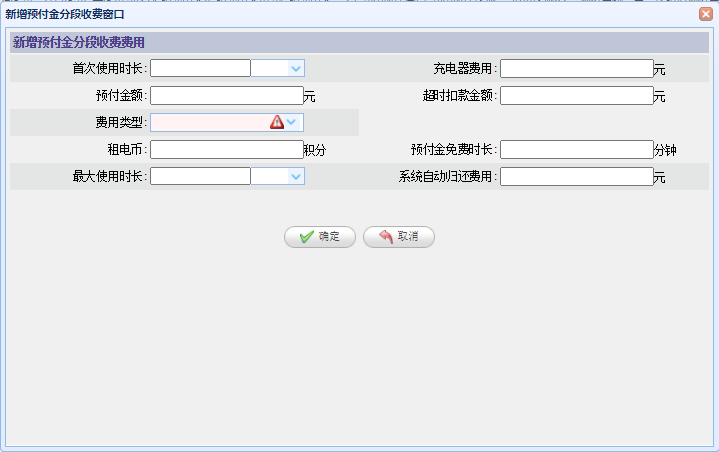 新增预付金分段收费窗口
新增预付金分段收费费用
首次使用时长: 充电器费用: 元
预付金额: 元 超时扣款金额: 元
费用类型:
租电币: 积分 预付金免费时长: 分钟
最大使用时长: 系统自动归还费用: 元
确定 取消